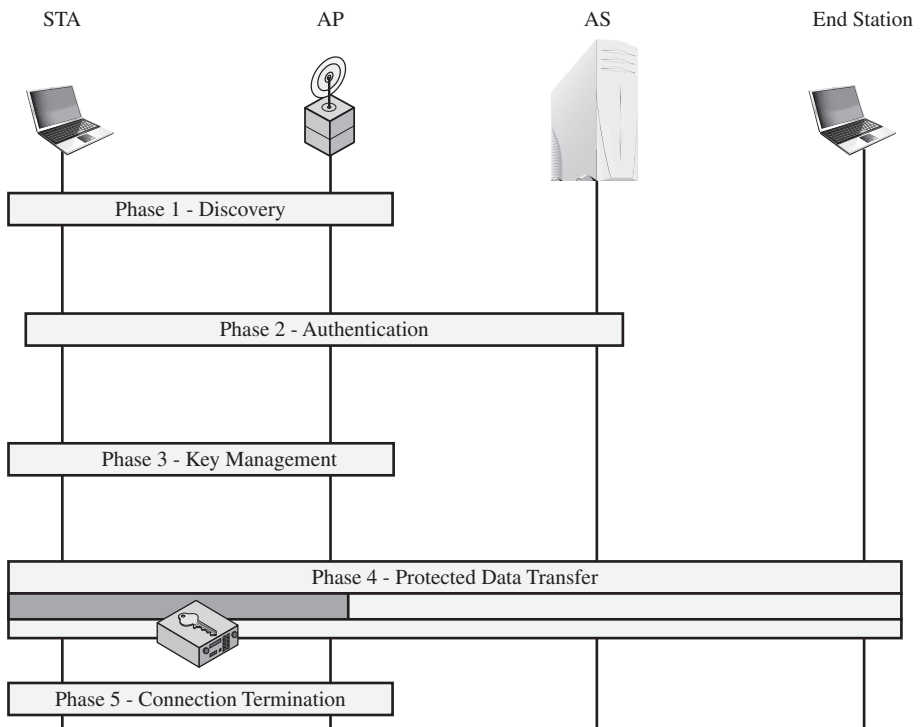 STA
AP
AS
End Station
Phase 1 - Discovery
Phase 2 - Authentication
Phase 3 - Key Management
Phase 4 - Protected Data Transfer
Phase 5 - Connection Termination